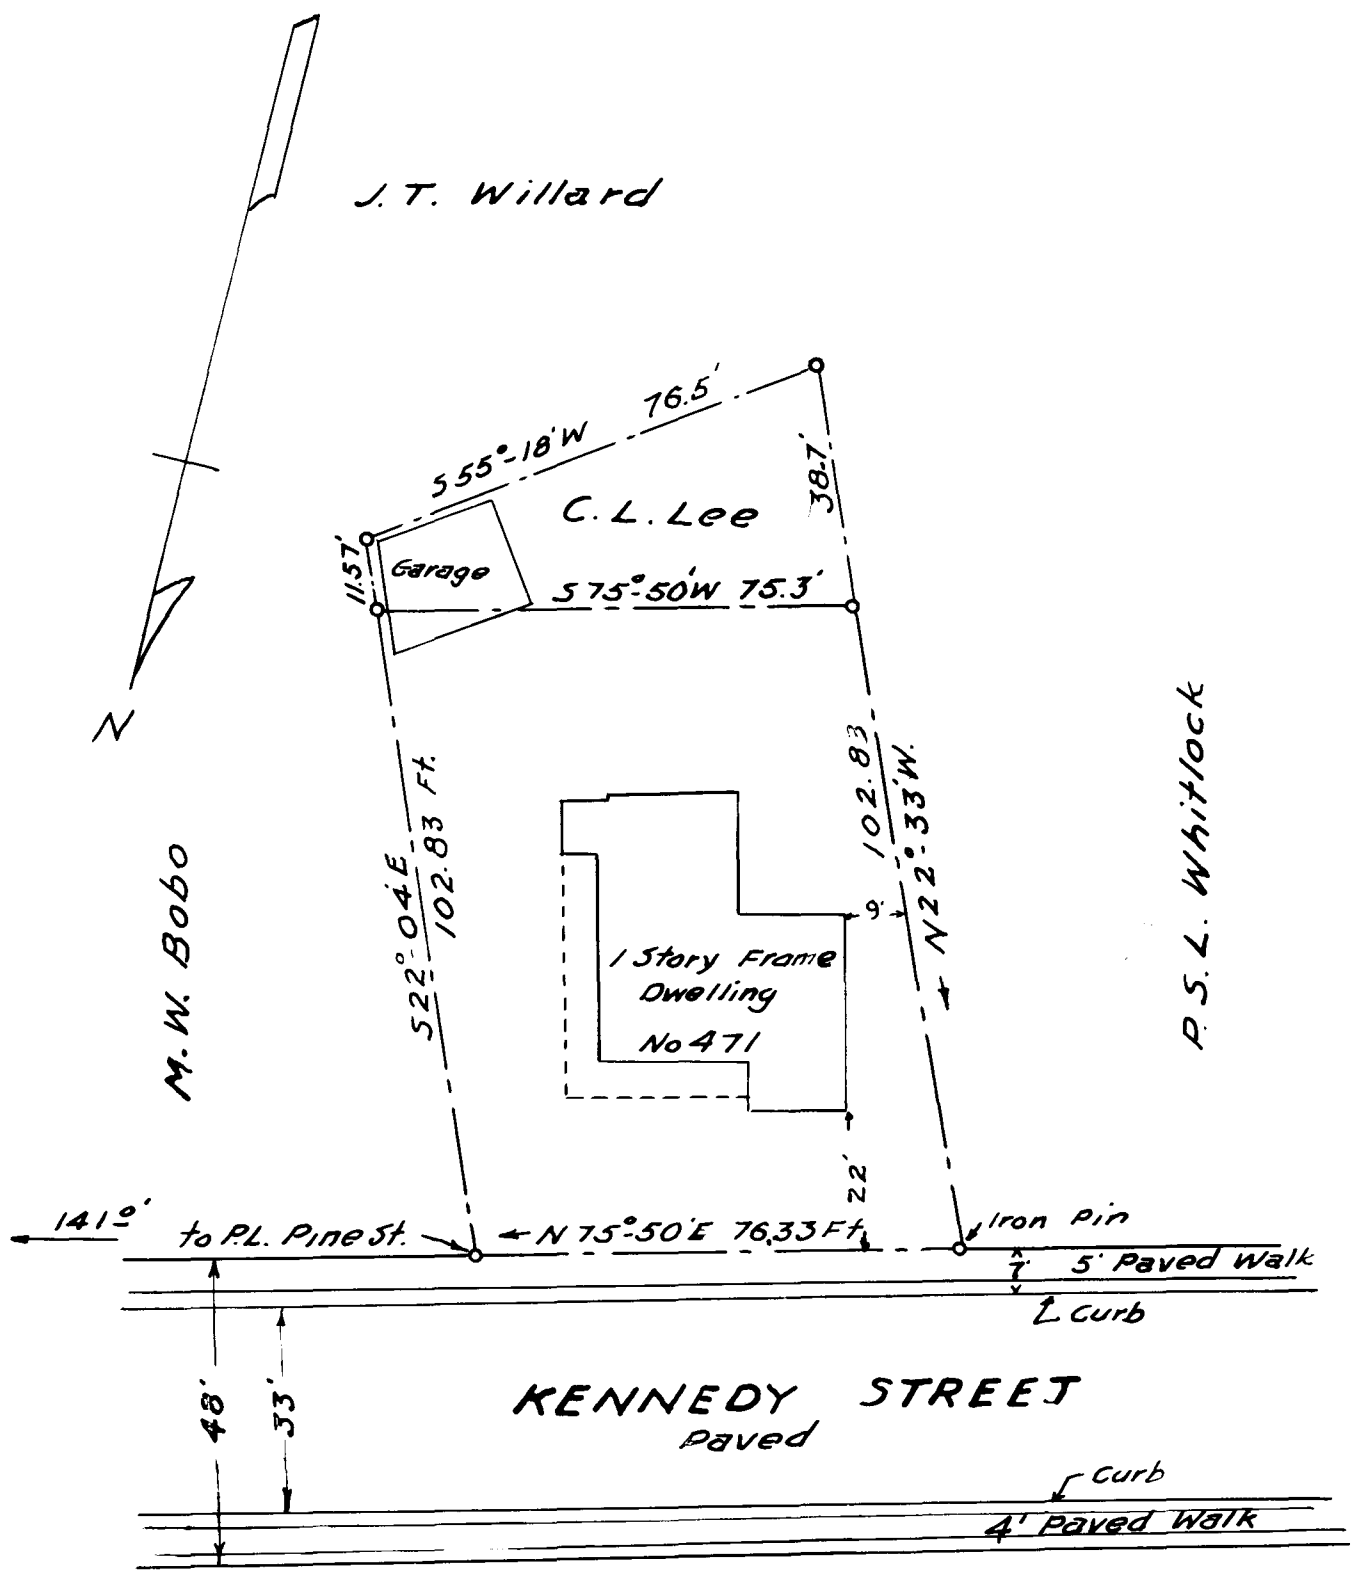 J.T. Willard
N
S 55°-18'W 76.5'
38.7'
C.L. Lee
11.57'
Garage
S 75°-50'W 75.3'
S22°-04'E
102.83 Ft.
102.83
N22°-33'W.
M.W. Bobo
P.S.L. Whitlock
9'
1 Story Frame
Dwelling
No 471
22'
141.0'
to P.L. Pine St.
N 75°-50'E 76.33 Ft.
Iron Pin
7'
5' Paved Walk
Curb
48'
33'
KENNEDY STREET
Paved
Curb
4' Paved Walk